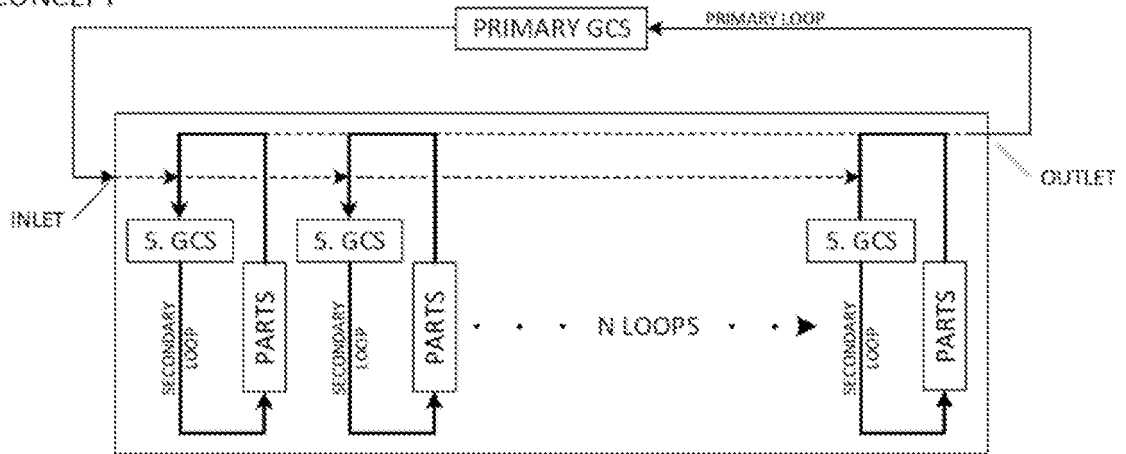 CONCEPT
PRIMARY GCS
PRIMARY LOOP
INLET
OUTLET
S. GCS
S. GCS
S. GCS
SECONDARY
LOOP
PARTS
SECONDARY
LOOP
PARTS
. . . N LOOPS . .
SECONDARY
LOOP
PARTS